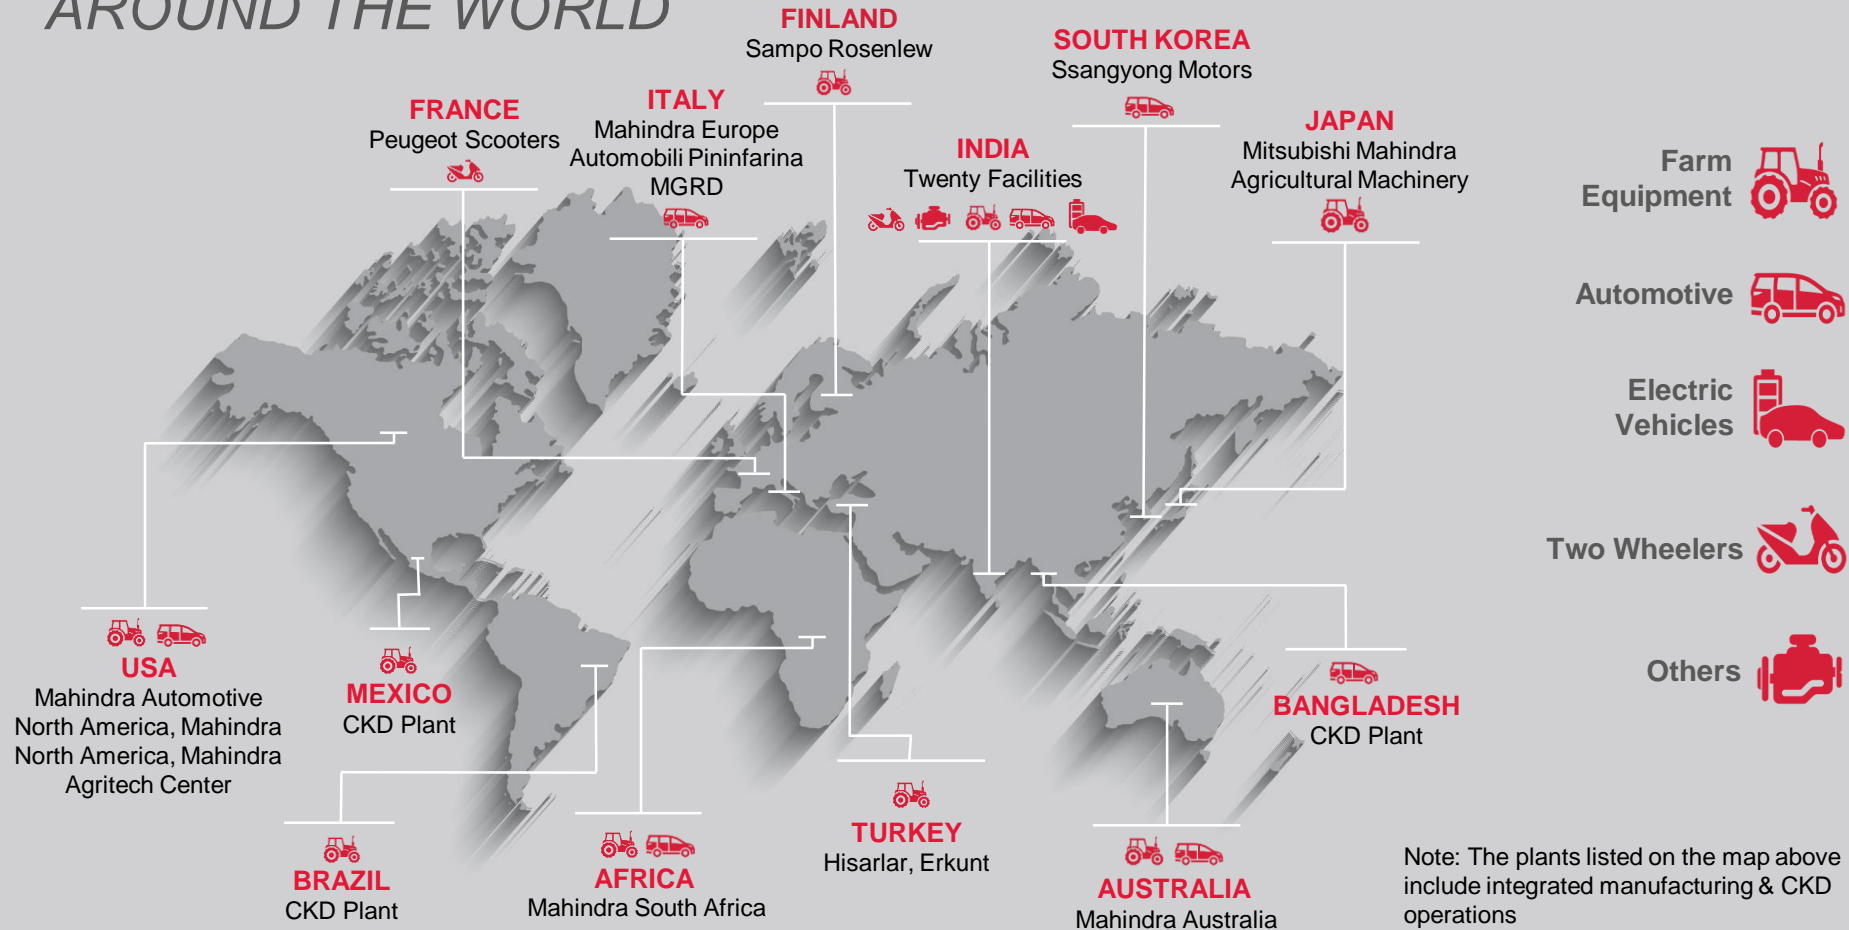 AROUND THE WORLD
FINLAND
Sampo Rosenlew
SOUTH KOREA
Ssangyong Motors
FRANCE
Peugeot Scooters
ITALY
Mahindra Europe
Automobili Pininfarina
MGRD
INDIA
Twenty Facilities
JAPAN
Mitsubishi Mahindra
Agricultural Machinery
Farm
Equipment
Automotive
Electric
Vehicles
Two Wheelers
Others
USA
Mahindra Automotive
North America, Mahindra
North America, Mahindra
Agritech Center
MEXICO
CKD Plant
BRAZIL
CKD Plant
AFRICA
Mahindra South Africa
TURKEY
Hisarlar, Erkunt
AUSTRALIA
Mahindra Australia
BANGLADESH
CKD Plant
Note: The plants listed on the map above
include integrated manufacturing & CKD
operations